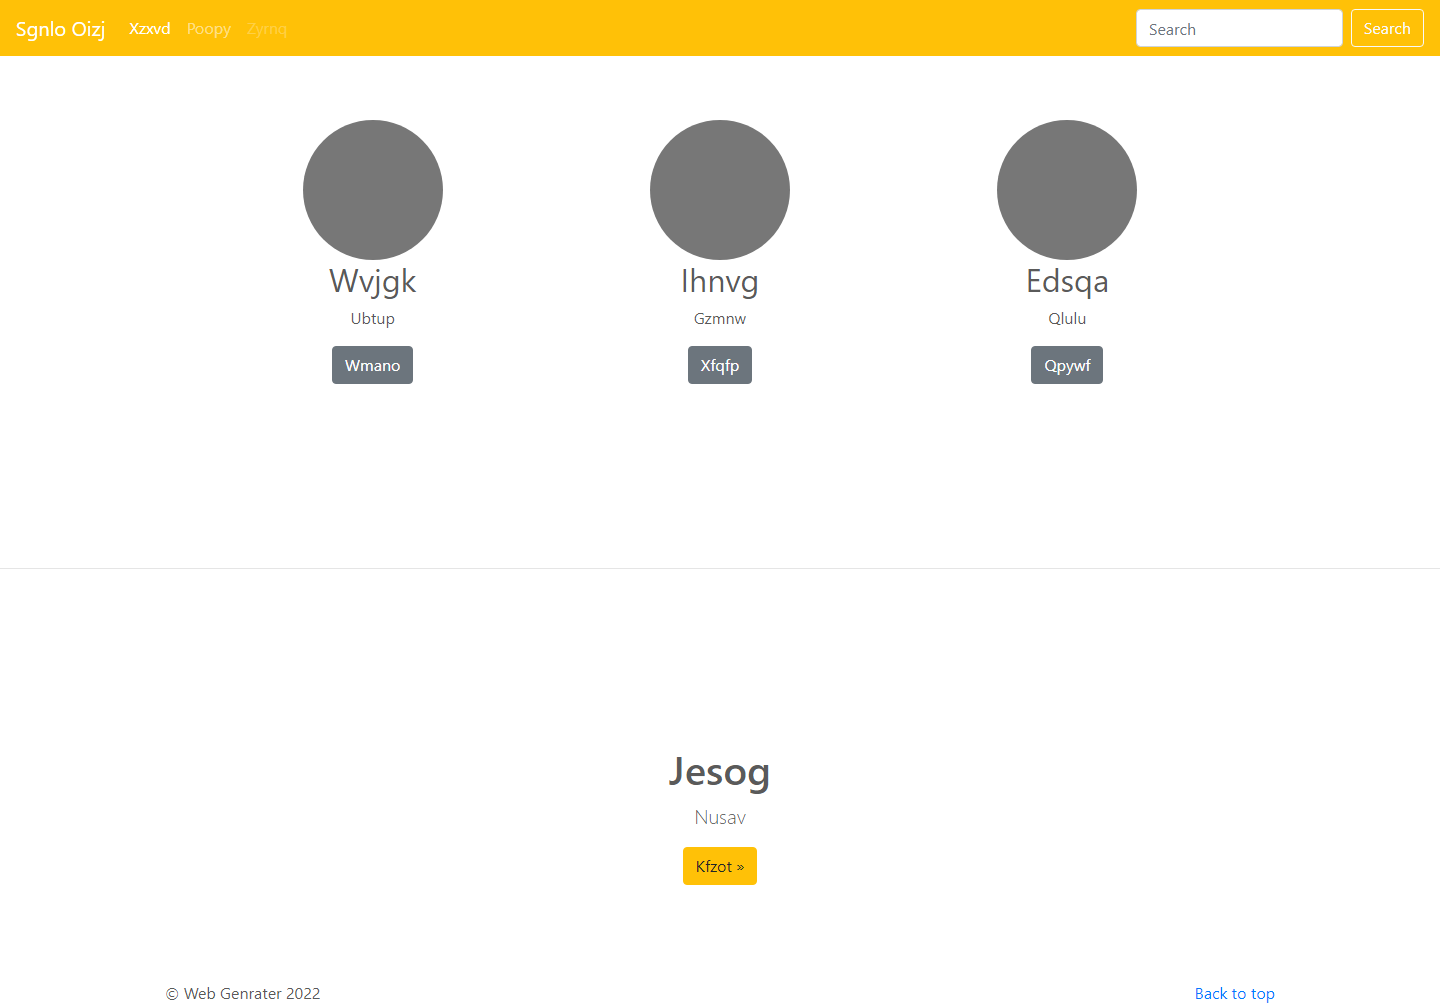 Sgnlo Oizj Xzxvd Poopy Zyrnq Search Search
Wvjgk Ihnvg Edsqa
Ubtup Gzmnw Qlulu
Wmano Xfqfp Qpywf
Jesog
Nusav
Kfzot »
© Web Genrater 2022 Back to top